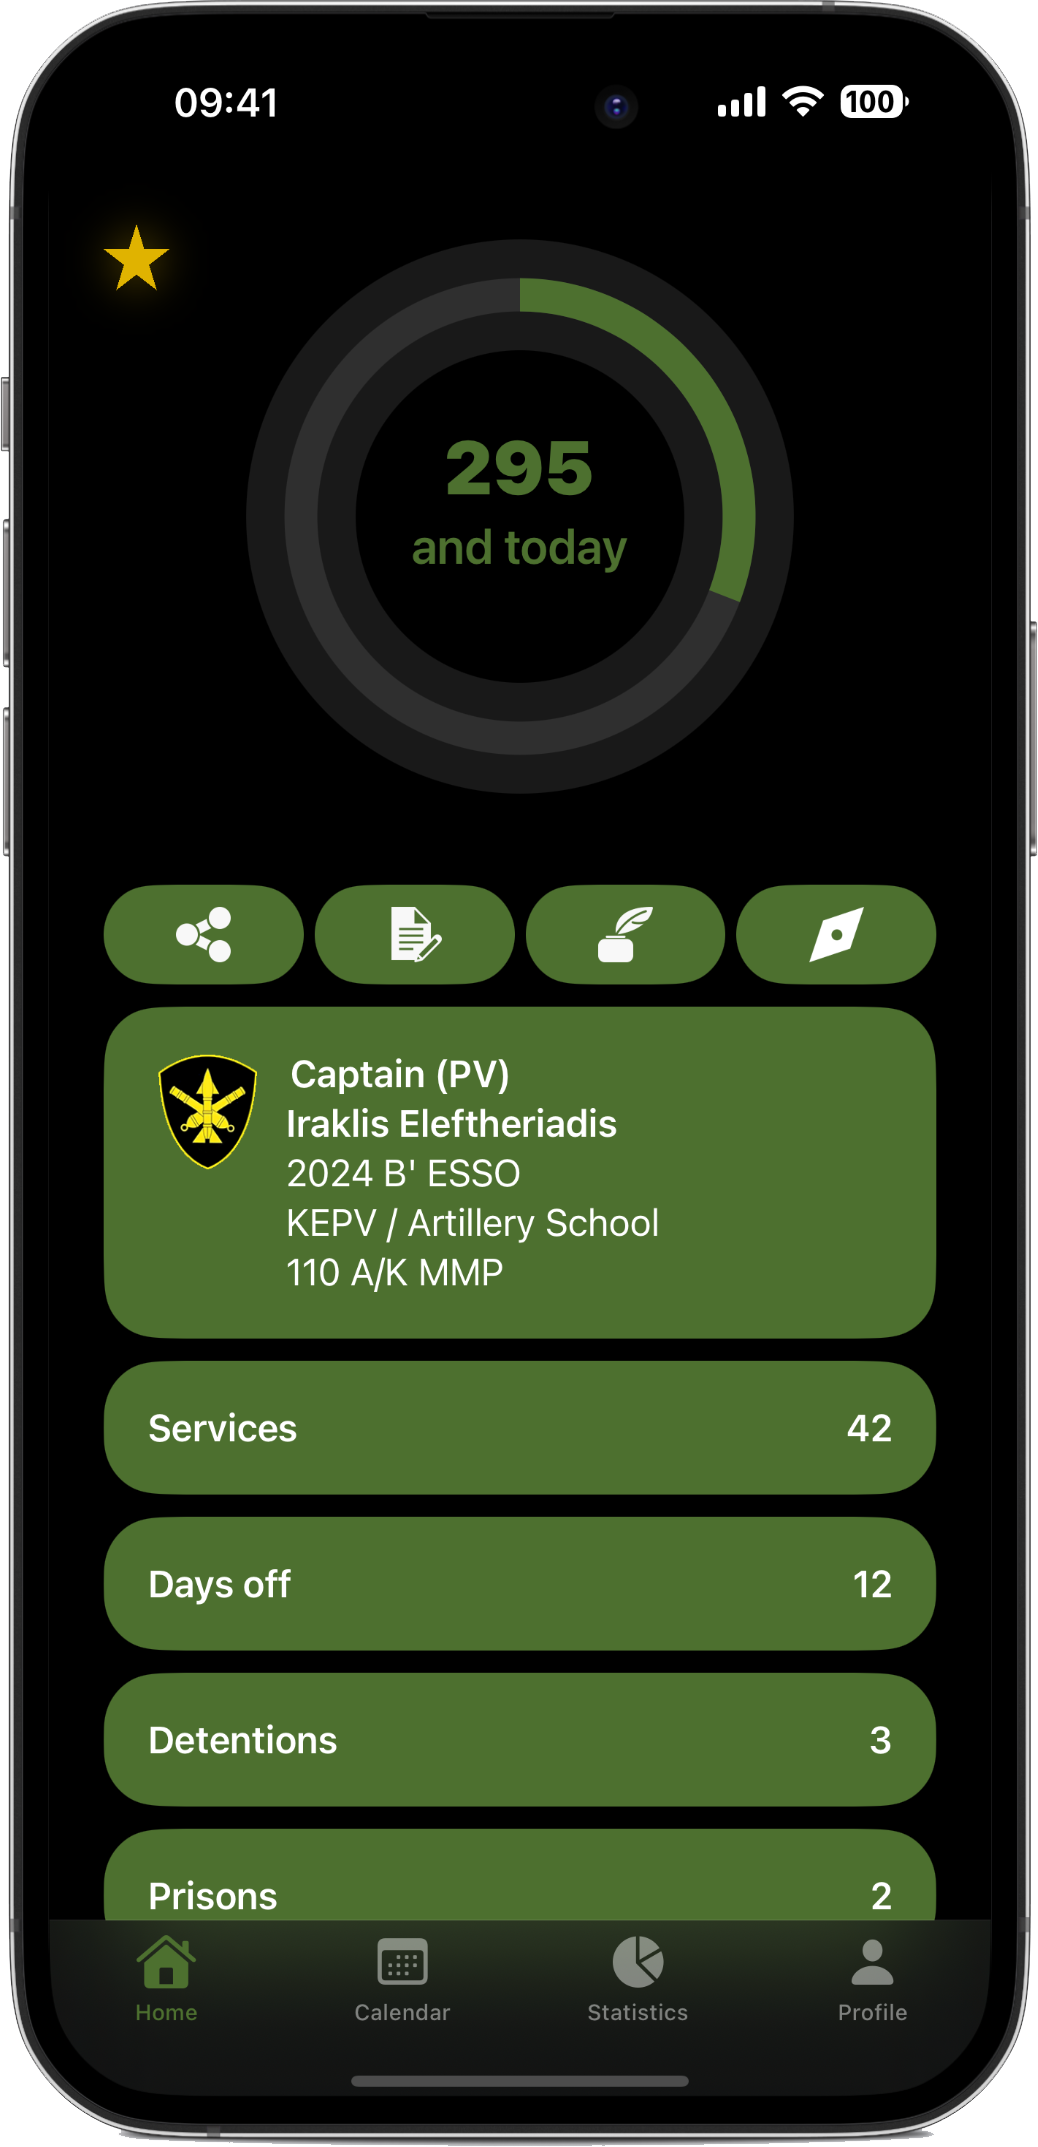 09:41
100
295
and today
Captain (PV)
Iraklis Eleftheriadis
2024 B' ESSO
KEPV / Artillery School
110 A/K MMP
Services 42
Days off 12
Detentions 3
Prisons 2
Home Calendar Statistics Profile